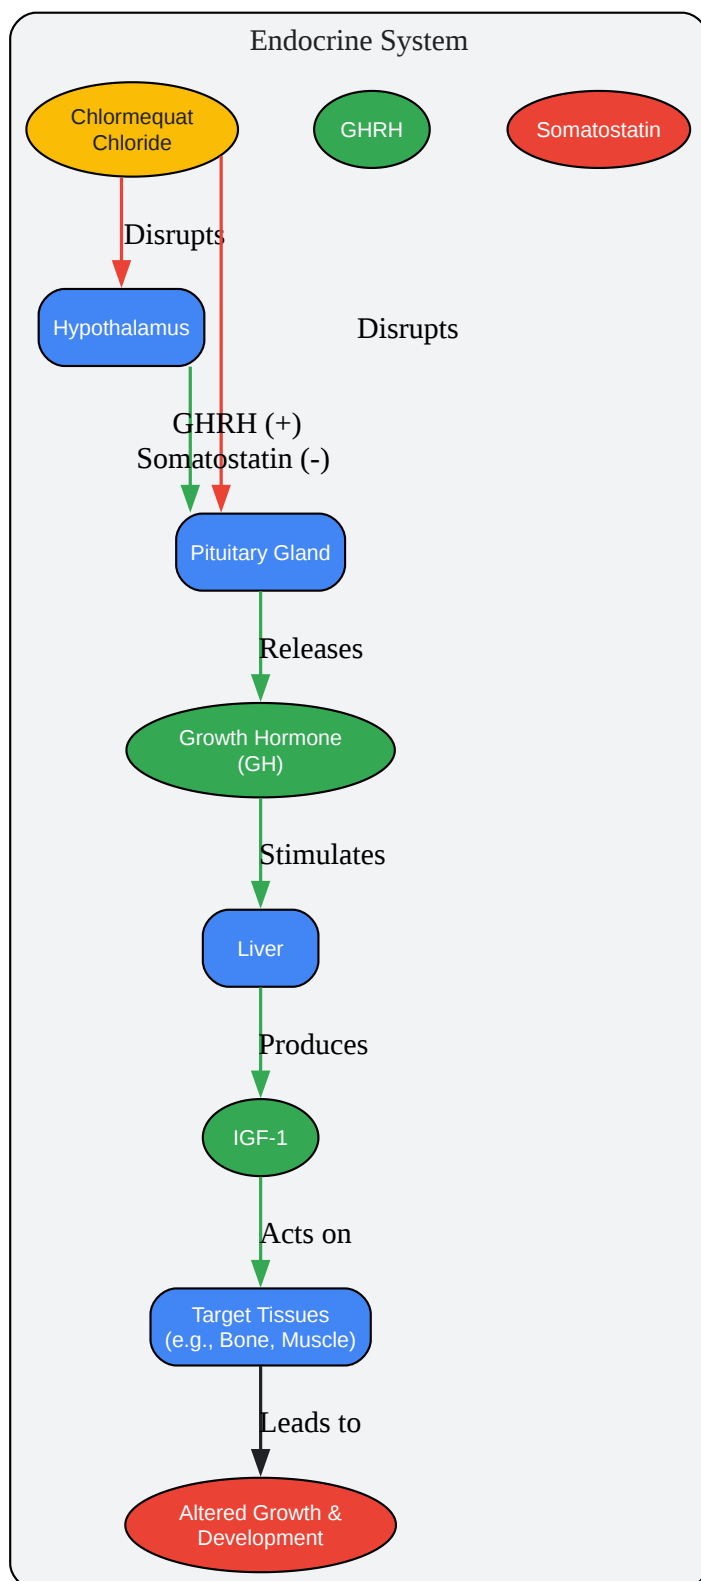 Endocrine System
Chlormequat
Chloride
GHRH
Somatostatin
Disrupts
Hypothalamus
Disrupts
GHRH (+)
Somatostatin (-)
Pituitary Gland
Releases
Growth Hormone
(GH)
Stimulates
Liver
Produces
IGF-1
Acts on
Target Tissues
(e.g., Bone, Muscle)
Leads to
Altered Growth &
Development